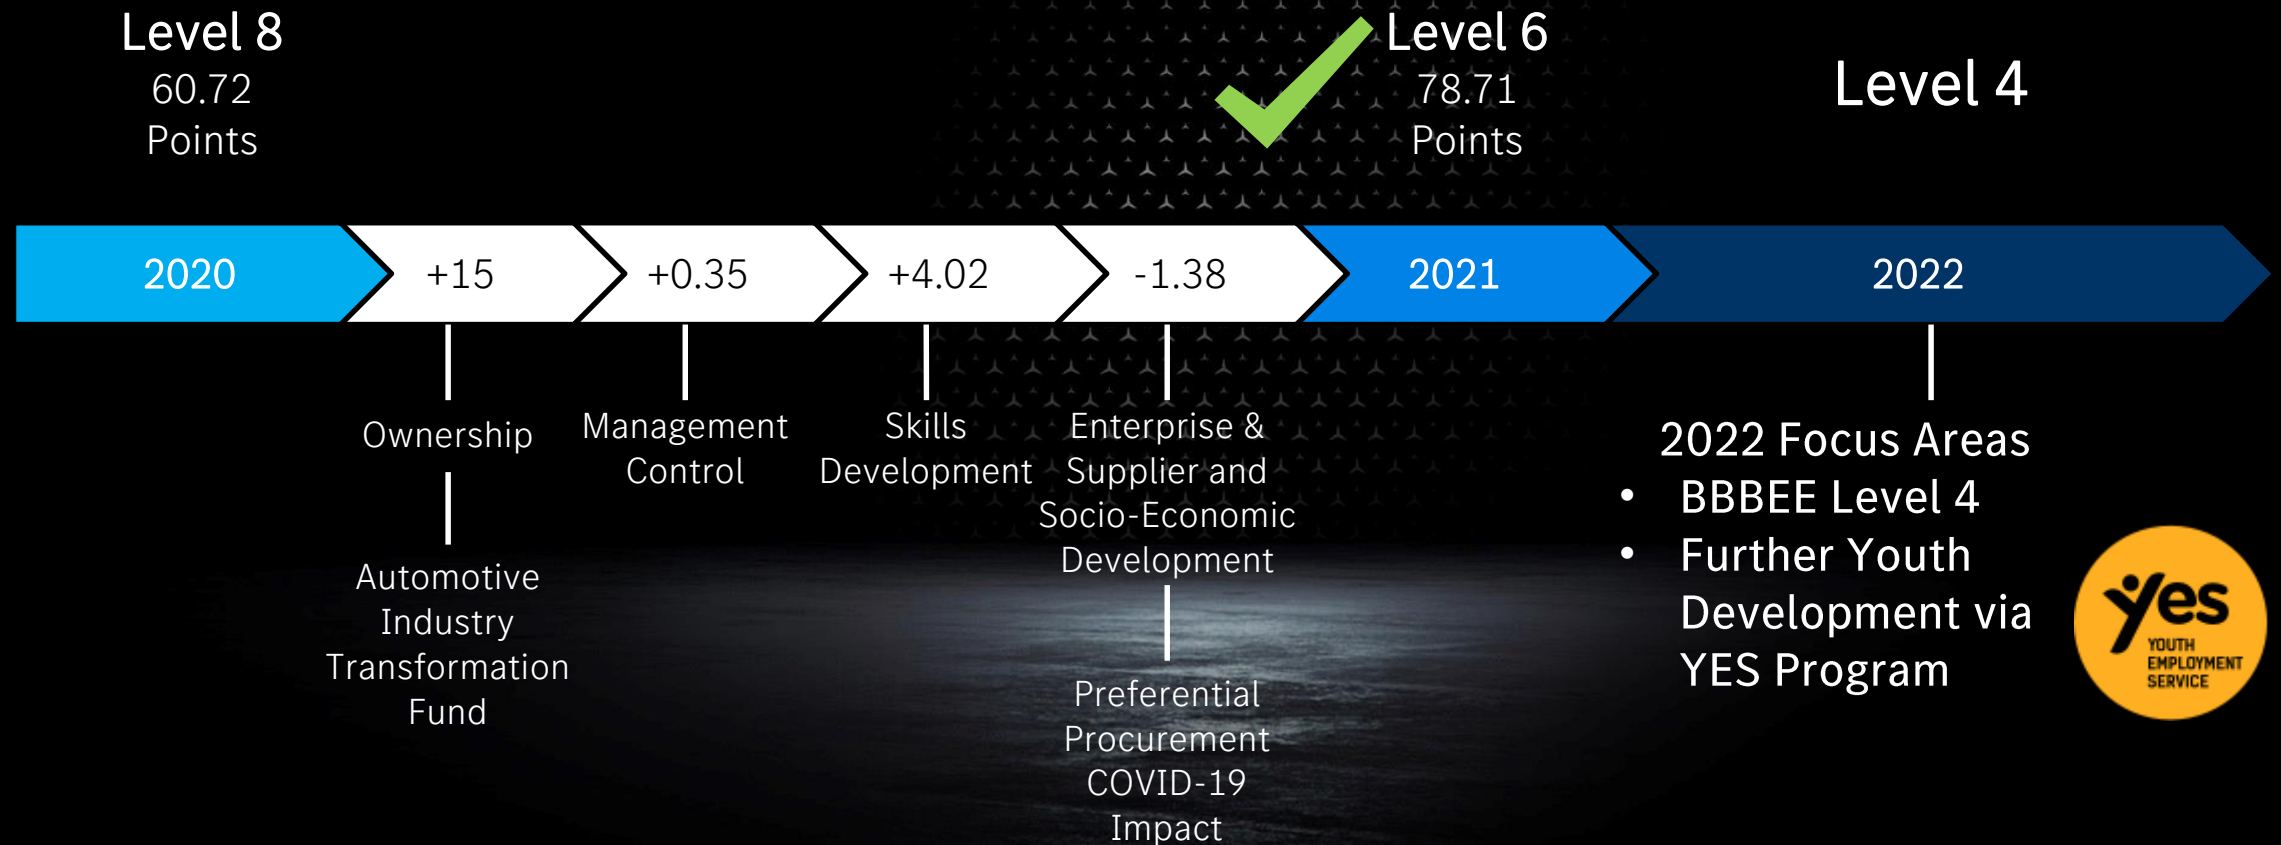 Level 8
60.72
Points
Level 6
78.71
Points
Level 4
2020
+15
+0.35
+4.02
-1.38
2021
2022
Ownership
Automotive
Industry
Transformation
Fund
Management
Control
Skills
Development
Enterprise &
Supplier and
Socio-Economic
Development
Preferential
Procurement
COVID-19
Impact
2022 Focus Areas
• BBBEE Level 4
• Further Youth
Development via
YES Program
Yes
YOUTH
EMPLOYMENT
SERVICE